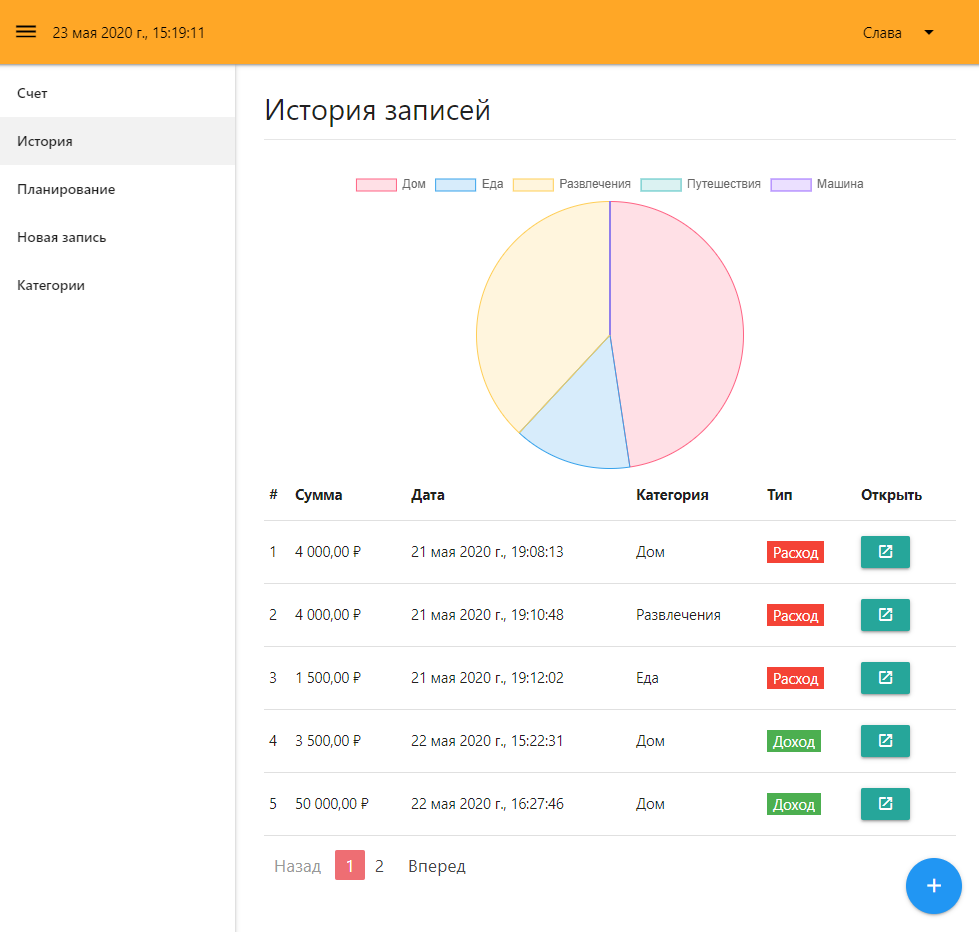 23 мая 2020 г., 15:19:11
Слава
Счет
История
Планирование
Новая запись
Категории
История записей
Дом Еда Развлечения Путешествия Машина
# Сумма Дата Категория Тип Открыть
1 4 000,00 ₽ 21 мая 2020 г., 19:08:13 Дом Расход
2 4 000,00 ₽ 21 мая 2020 г., 19:10:48 Развлечения Расход
3 1 500,00 ₽ 21 мая 2020 г., 19:12:02 Еда Расход
4 3 500,00 ₽ 22 мая 2020 г., 15:22:31 Дом Доход
5 50 000,00 ₽ 22 мая 2020 г., 16:27:46 Дом Доход
Назад 1 2 Вперед
+